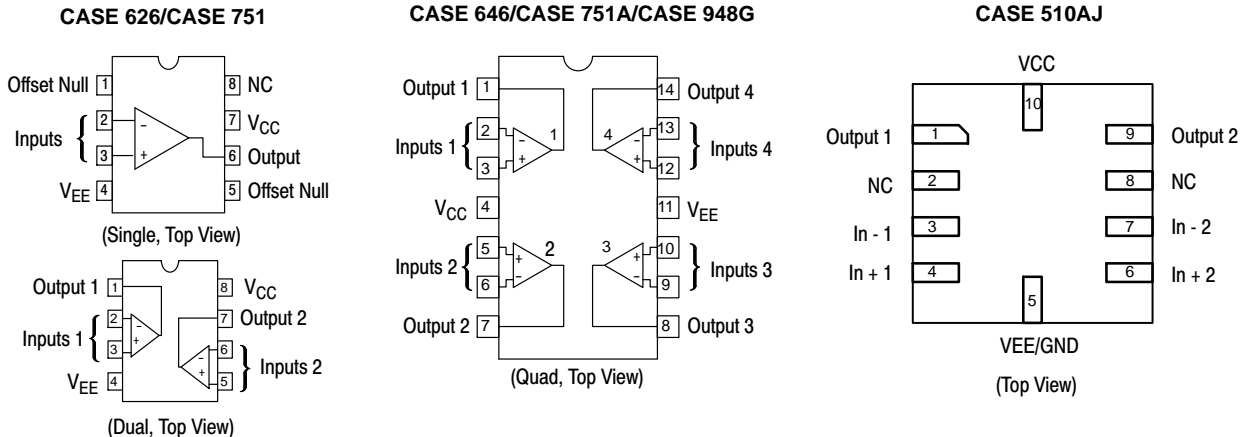 CASE 626/CASE 751
Offset Null 1
8 NC
2
Inputs {
-
7 VCC
3
+
6 Output
VEE 4
5 Offset Null
(Single, Top View)
Output 1 1
8 VCC
2
-
7 Output 2
Inputs 1 {
3
+
6
-
} Inputs 2
VEE 4
+
5
(Dual, Top View)
CASE 646/CASE 751A/CASE 948G
Output 1 1
14 Output 4
2
-
1
4
-
13
Inputs 1 {
} Inputs 4
3
+
+
12
VCC 4
11 VEE
5
+
2
3
+
10
Inputs 2 {
} Inputs 3
6
-
-
9
Output 2 7
8 Output 3
(Quad, Top View)
CASE 510AJ
VCC
10
Output 1 1
9 Output 2
NC 2
8 NC
In - 1 3
7 In - 2
In + 1 4
6 In + 2
5
VEE/GND
(Top View)